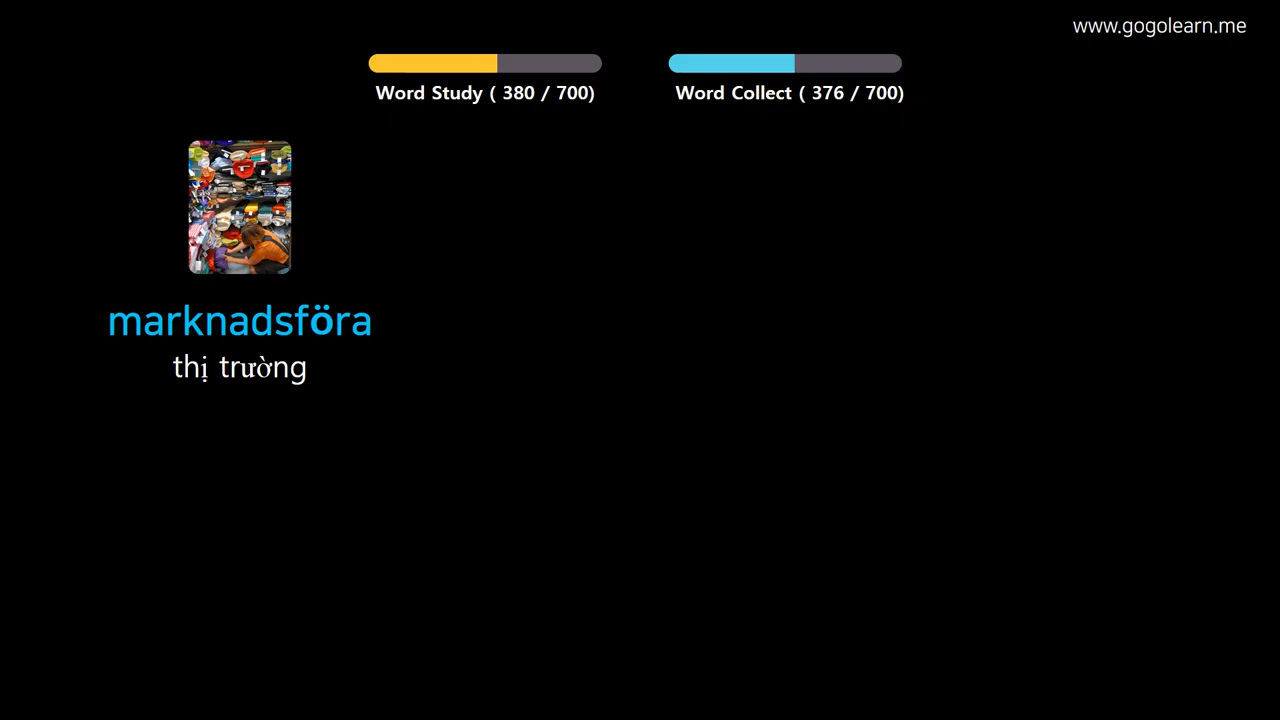 www.gogolearn.me
Word Study ( 380 / 700)
Word Collect ( 376 / 700)
marknadsföra
thị trường